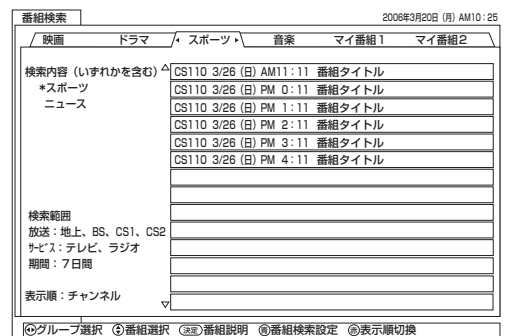 番組検索
2006年3月20日 (月) AM10:25
映画 ドラマ スポーツ 音楽 マイ番組1 マイ番組2
検索内容 (いずれかを含む)
*スポーツ
ニュース
CS110 3/26 (日) AM11:11 番組タイトル
CS110 3/26 (日) PM 0:11 番組タイトル
CS110 3/26 (日) PM 1:11 番組タイトル
CS110 3/26 (日) PM 2:11 番組タイトル
CS110 3/26 (日) PM 3:11 番組タイトル
CS110 3/26 (日) PM 4:11 番組タイトル
検索範囲
放送:地上、BS、CS1、CS2
サービス:テレビ、ラジオ
期間:7日間
表示順:チャンネル
グループ選択 番組選択 決定 番組説明 青 番組検索設定 赤 表示順切換